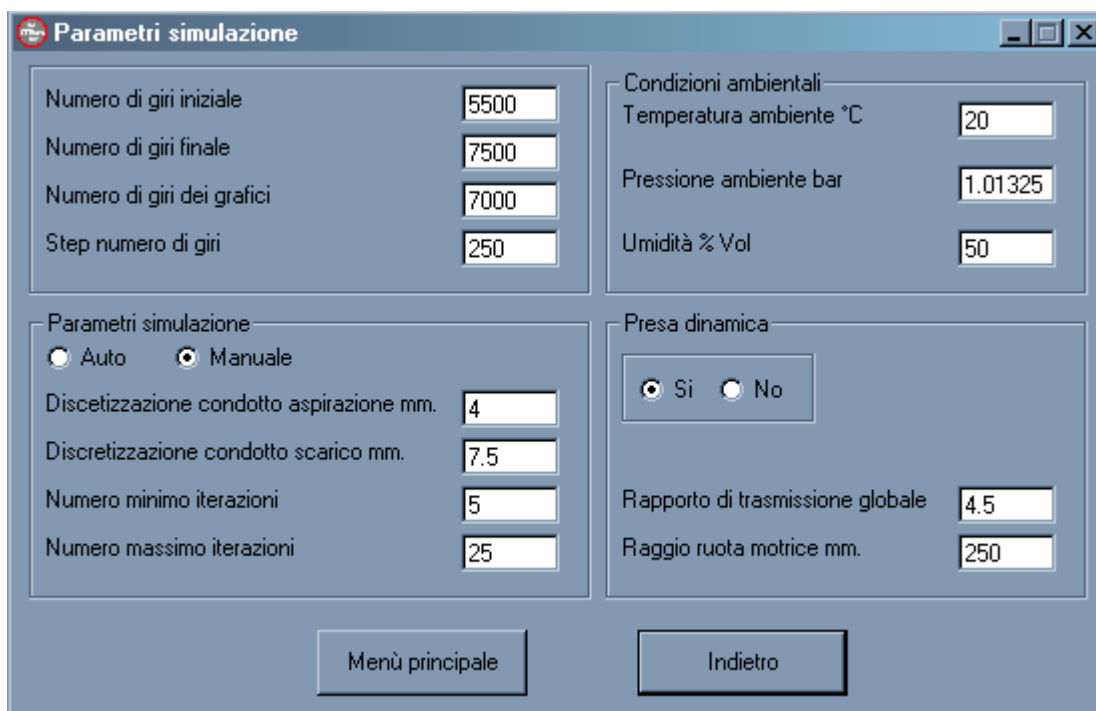 Parametri simulazione
Numero di giri iniziale 5500
Numero di giri finale 7500
Numero di giri dei grafici 7000
Step numero di giri 250
Condizioni ambientali
Temperatura ambiente °C 20
Pressione ambiente bar 1.01325
Umidità % Vol 50
Parametri simulazione
Auto Manuale
Discetizzazione condotto aspirazione mm. 4
Discretizzazione condotto scarico mm. 7.5
Numero minimo iterazioni 5
Numero massimo iterazioni 25
Presa dinamica
Si No
Rapporto di trasmissione globale 4.5
Raggio ruota motrice mm. 250
Menù principale
Indietro